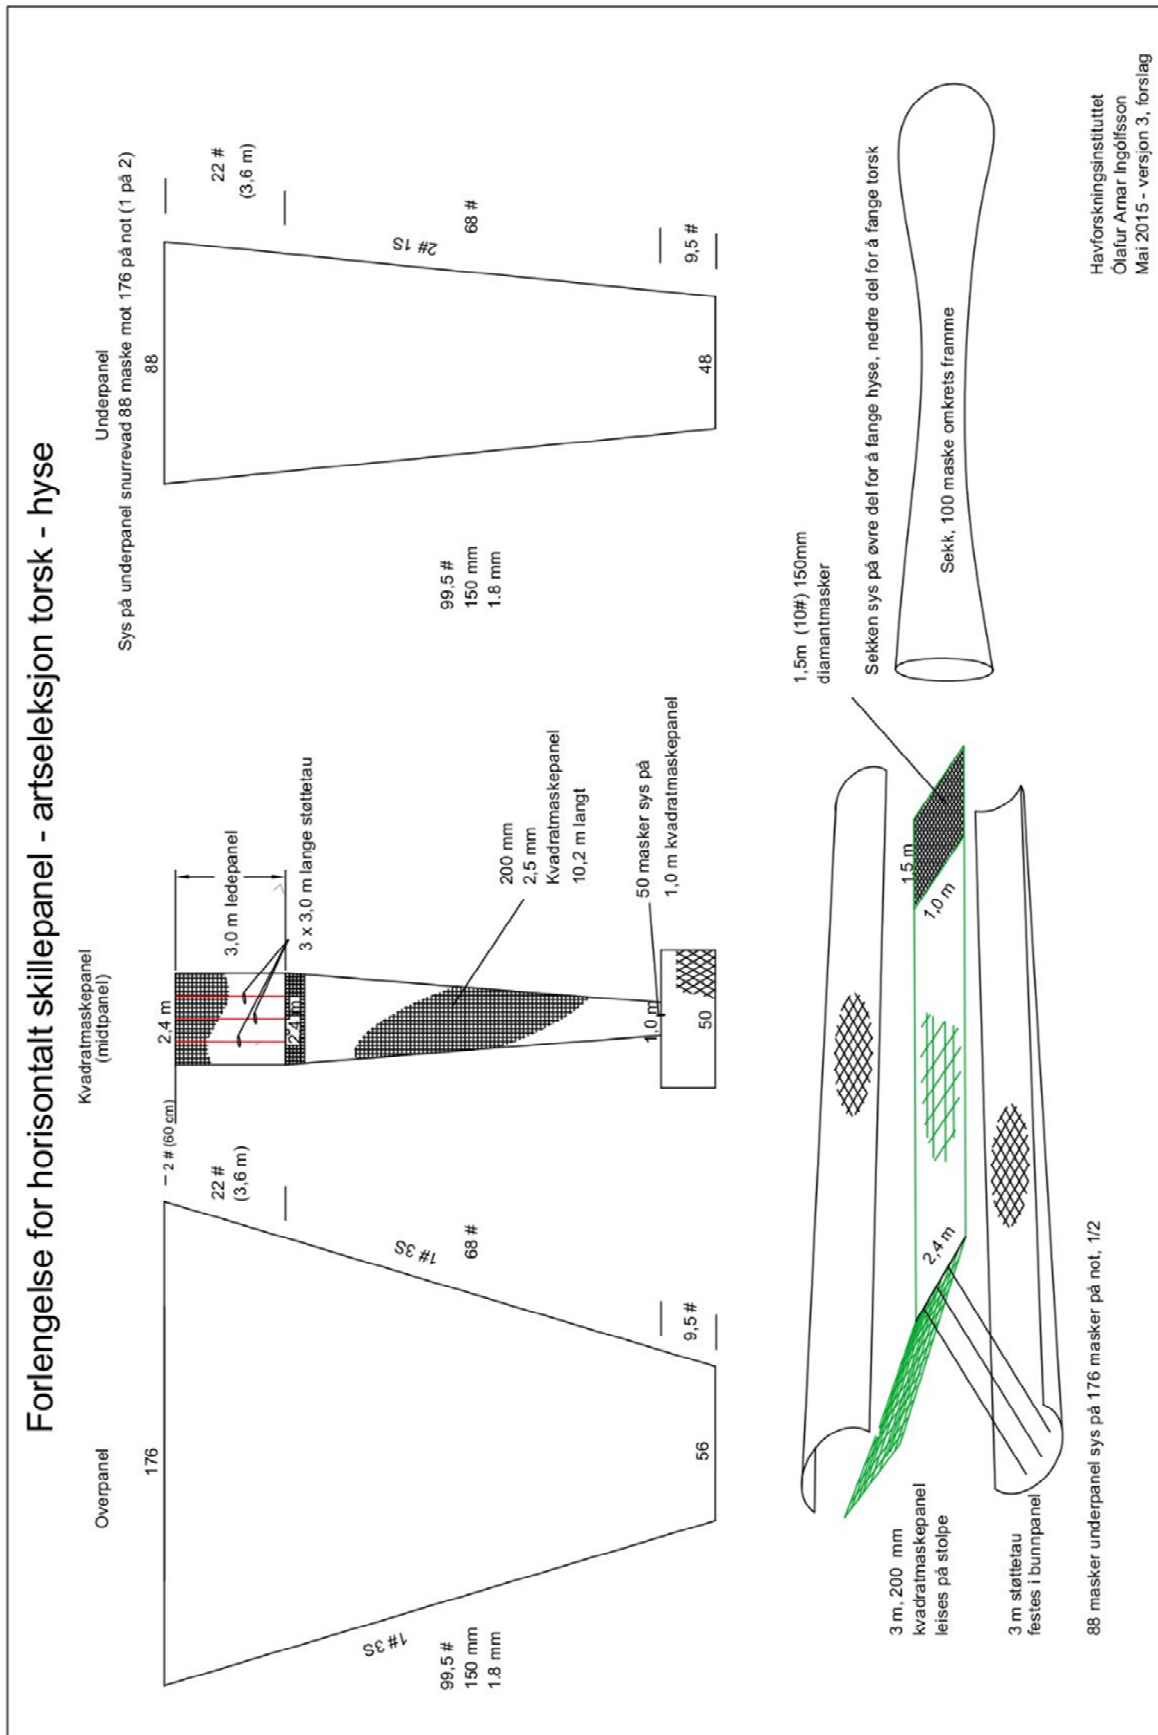 Forlengelse for horisontalt skillepanel - artseleksjon torsk - hyse
Overpanel
176
2 # (60 cm)
22 #
(3,6 m)
1# 3S
68 #
1# 3S
99,5 #
150 mm
1.8 mm
9,5 #
56
Kvadratmaskepanel
(midtpanel)
2,4 m
3,0 m ledepanel
2,4 m
3 x 3,0 m lange støttetau
200 mm
2,5 mm
Kvadratmaskepanel
10,2 m langt
1,0 m
50 masker sys på
1,0 m kvadratmaskepanel
50
Underpanel
Sys på underpanel snurrevad 88 maske mot 176 på not (1 på 2)
88
22 #
(3,6 m)
2# 1S
68 #
99,5 #
150 mm
1.8 mm
9,5 #
48
3 m, 200 mm
kvadratmaskepanel
leises på stolpe
3 m støttetau
festes i bunnpanel
88 masker underpanel sys på 176 masker på not, 1/2
2,4 m
1,0 m
1,5 m
1,5m (10#) 150mm
diamantmasker
Sekken sys på øvre del for å fange hyse, nedre del for å fange torsk
Sekk, 100 maske omkrets framme
Havforskningsinstituttet
Ólafur Arnar Ingólfsson
Mai 2015 - versjon 3, forslag